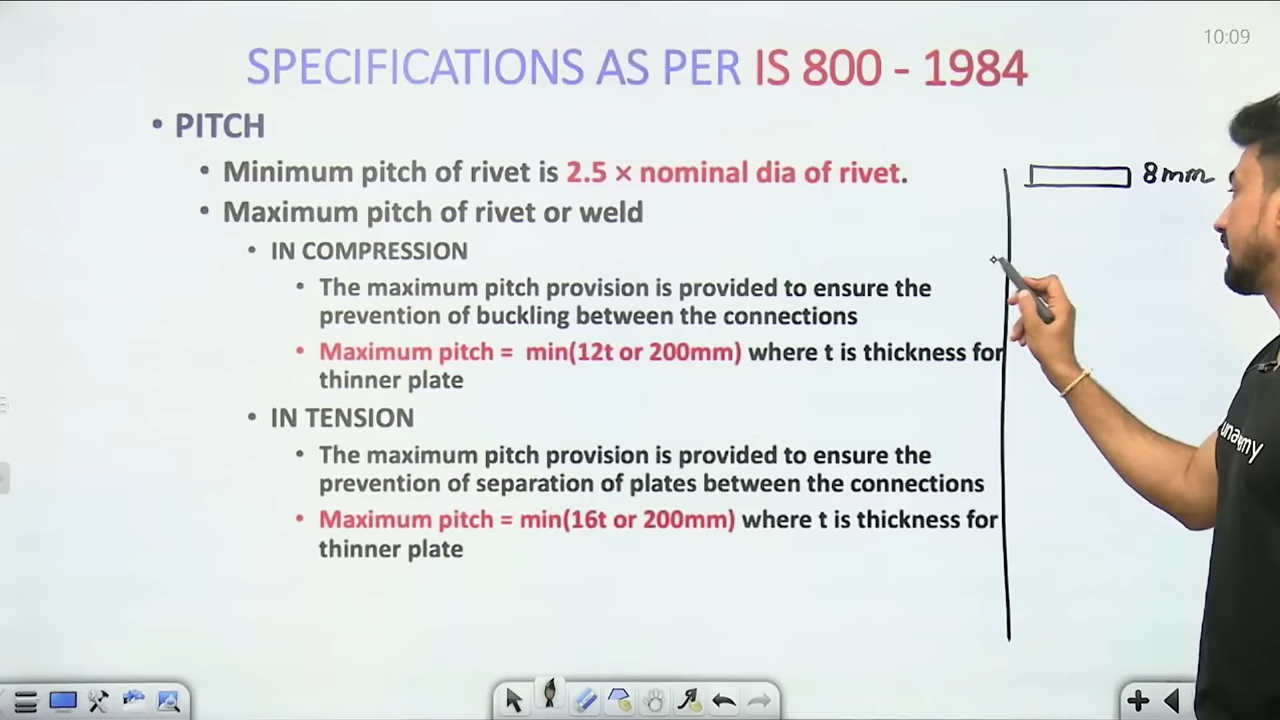 10:09
SPECIFICATIONS AS PER IS 800 - 1984
• PITCH
• Minimum pitch of rivet is 2.5 × nominal dia of rivet.
• Maximum pitch of rivet or weld
• IN COMPRESSION
• The maximum pitch provision is provided to ensure the
prevention of buckling between the connections
• Maximum pitch = min(12t or 200mm) where t is thickness for
thinner plate
• IN TENSION
• The maximum pitch provision is provided to ensure the
prevention of separation of plates between the connections
• Maximum pitch = min(16t or 200mm) where t is thickness for
thinner plate
8mm